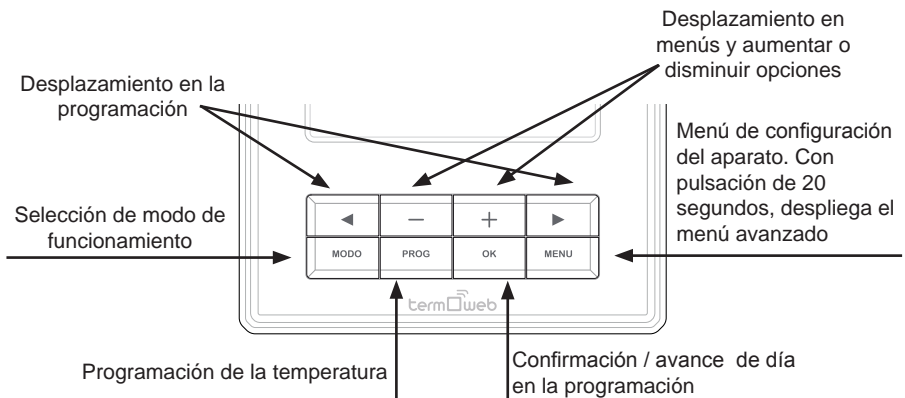 Desplazamiento en
menús y aumentar o
disminuir opciones
Desplazamiento en la
programación
Menú de configuración
del aparato. Con
pulsación de 20
segundos, despliega el
menú avanzado
Selección de modo de
funcionamiento
◄ — + ►
MODO PROG OK MENU
termoweb
Programación de la temperatura
Confirmación / avance de día
en la programación